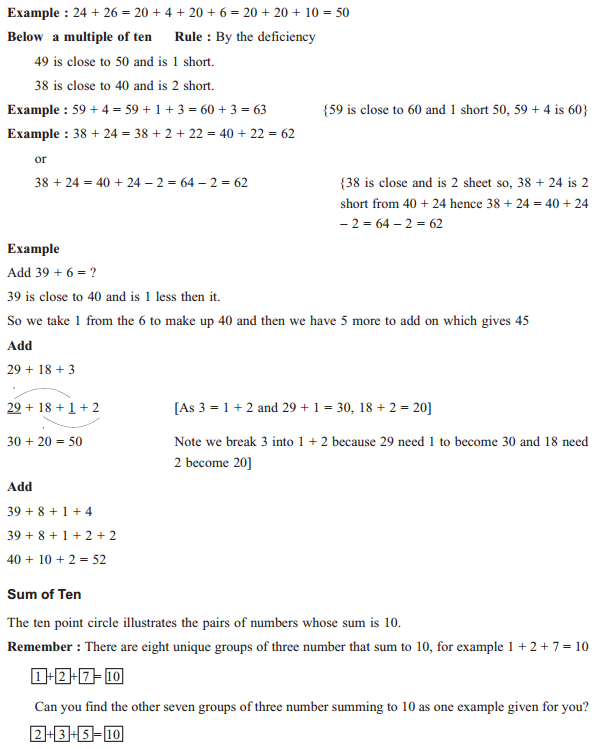 Example : 24 + 26 = 20 + 4 + 20 + 6 = 20 + 20 + 10 = 50
Below a multiple of ten Rule : By the deficiency
49 is close to 50 and is 1 short.
38 is close to 40 and is 2 short.
Example : 59 + 4 = 59 + 1 + 3 = 60 + 3 = 63 {59 is close to 60 and 1 short 50, 59 + 4 is 60}
Example : 38 + 24 = 38 + 2 + 22 = 40 + 22 = 62
or
38 + 24 = 40 + 24 – 2 = 64 – 2 = 62 {38 is close and is 2 sheet so, 38 + 24 is 2
short from 40 + 24 hence 38 + 24 = 40 + 24
– 2 = 64 – 2 = 62
Example
Add 39 + 6 = ?
39 is close to 40 and is 1 less then it.
So we take 1 from the 6 to make up 40 and then we have 5 more to add on which gives 45
Add
29 + 18 + 3
29 + 18 + 1 + 2 [As 3 = 1 + 2 and 29 + 1 = 30, 18 + 2 = 20]
30 + 20 = 50 Note we break 3 into 1 + 2 because 29 need 1 to become 30 and 18 need
2 become 20]
Add
39 + 8 + 1 + 4
39 + 8 + 1 + 2 + 2
40 + 10 + 2 = 52
Sum of Ten
The ten point circle illustrates the pairs of numbers whose sum is 10.
Remember : There are eight unique groups of three number that sum to 10, for example 1 + 2 + 7 = 10
1+2+7=10
Can you find the other seven groups of three number summing to 10 as one example given for you?
2+3+5=10